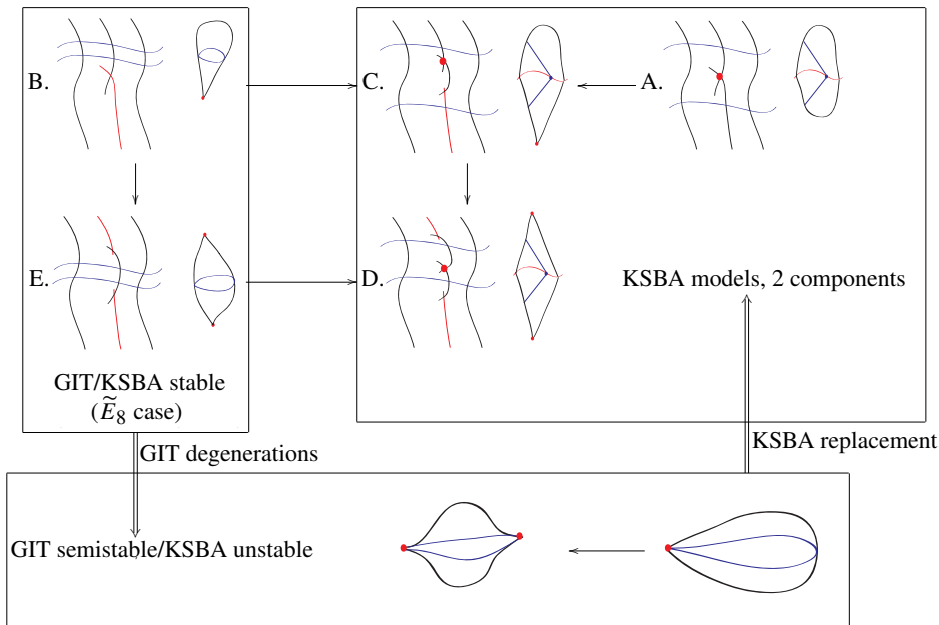 B.
C.
A.
E.
D.
KSBA models, 2 components
GIT/KSBA stable
(Ẽ₈ case)
GIT degenerations
KSBA replacement
GIT semistable/KSBA unstable